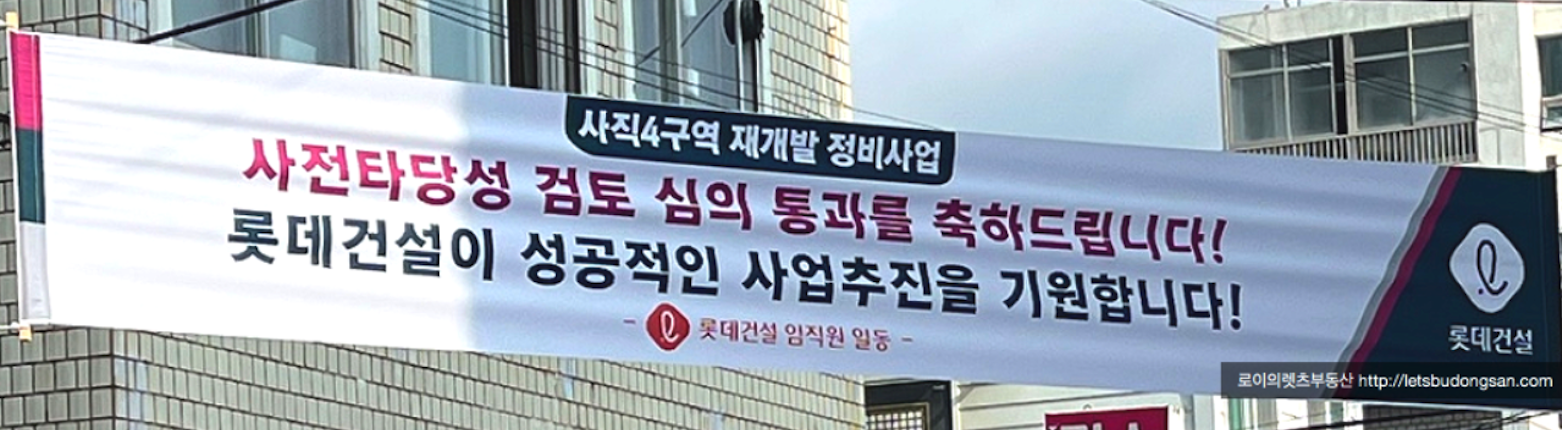 사직4구역 재개발 정비사업
사전타당성 검토 심의 통과를 축하드립니다!
롯데건설이 성공적인 사업추진을 기원합니다!
- 롯데건설 임직원 일동 -
롯데건설
로이의렛츠부동산 http://letsbudongsan.com